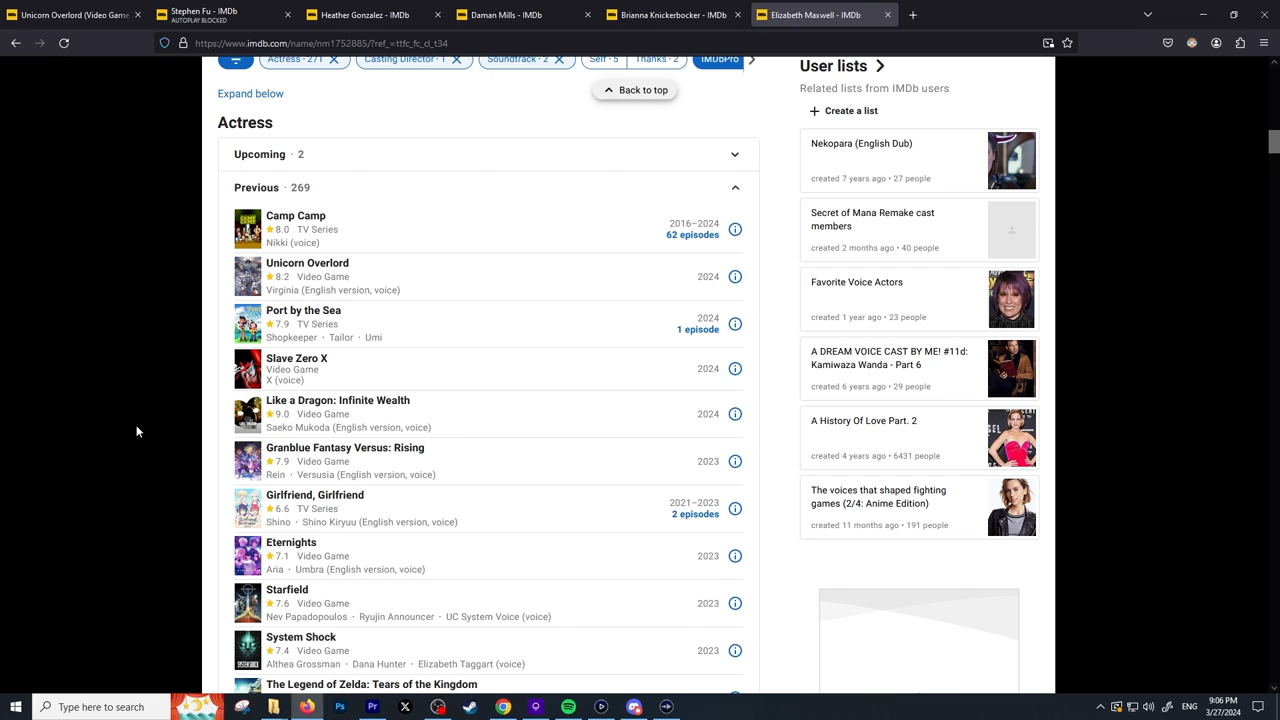 Unicorn Overlord (Video Game
Stephen Fu - IMDb
AUTOPLAY BLOCKED
Heather Gonzalez - IMDb
Daman Mills - IMDb
Brianna Knickerbocker - IMDb
Elizabeth Maxwell - IMDb
https://www.imdb.com/name/nm1752885/?ref_=ttfc_fc_cl_t34
Actress · 271
Casting Director · 1
Soundtrack · 2
Self · 5
Thanks · 2
IMDbPro
Expand below
Back to top
Actress
Upcoming · 2
Previous · 269
Camp Camp
8.0 TV Series
Nikki (voice)
2016–2024
62 episodes
Unicorn Overlord
8.2 Video Game
Virginia (English version, voice)
2024
Port by the Sea
7.9 TV Series
Shopkeeper · Tailor · Umi
2024
1 episode
Slave Zero X
Video Game
X (voice)
2024
Like a Dragon: Infinite Wealth
9.0 Video Game
Saeko Mukoda (English version, voice)
2024
Granblue Fantasy Versus: Rising
7.9 Video Game
Rein · Versusia (English version, voice)
2023
Girlfriend, Girlfriend
6.6 TV Series
Shino · Shino Kiryuu (English version, voice)
2021–2023
2 episodes
Eternights
7.1 Video Game
Aria · Umbra (English version, voice)
2023
Starfield
7.6 Video Game
Nev Papadopoulos · Ryujin Announcer · UC System Voice (voice)
2023
System Shock
7.4 Video Game
Althea Grossman · Dana Hunter · Elizabeth Taggart (voice)
2023
The Legend of Zelda: Tears of the Kingdom
User lists
Related lists from IMDb users
Create a list
Nekopara (English Dub)
created 7 years ago • 27 people
Secret of Mana Remake cast
members
created 2 months ago • 40 people
Favorite Voice Actors
created 1 year ago • 23 people
A DREAM VOICE CAST BY ME! #11d:
Kamiwaza Wanda - Part 6
created 6 years ago • 29 people
A History Of Love Part. 2
created 4 years ago • 6431 people
The voices that shaped fighting
games (2/4: Anime Edition)
created 11 months ago • 191 people
Type here to search
ENG
9:06 PM
3/27/2024